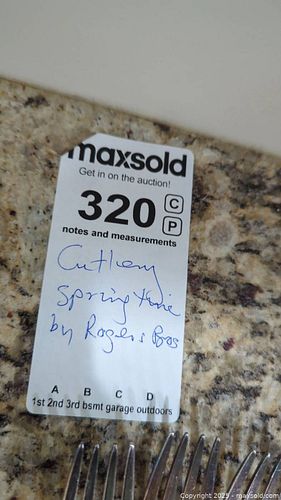 maxsold
Get in on the auction!
320 C
P
notes and measurements
Cutlery
Spring time
by Rogers Bros
A B C D
1st 2nd 3rd bsmt garage outdoors
Copyright 2025 - maxsold.com